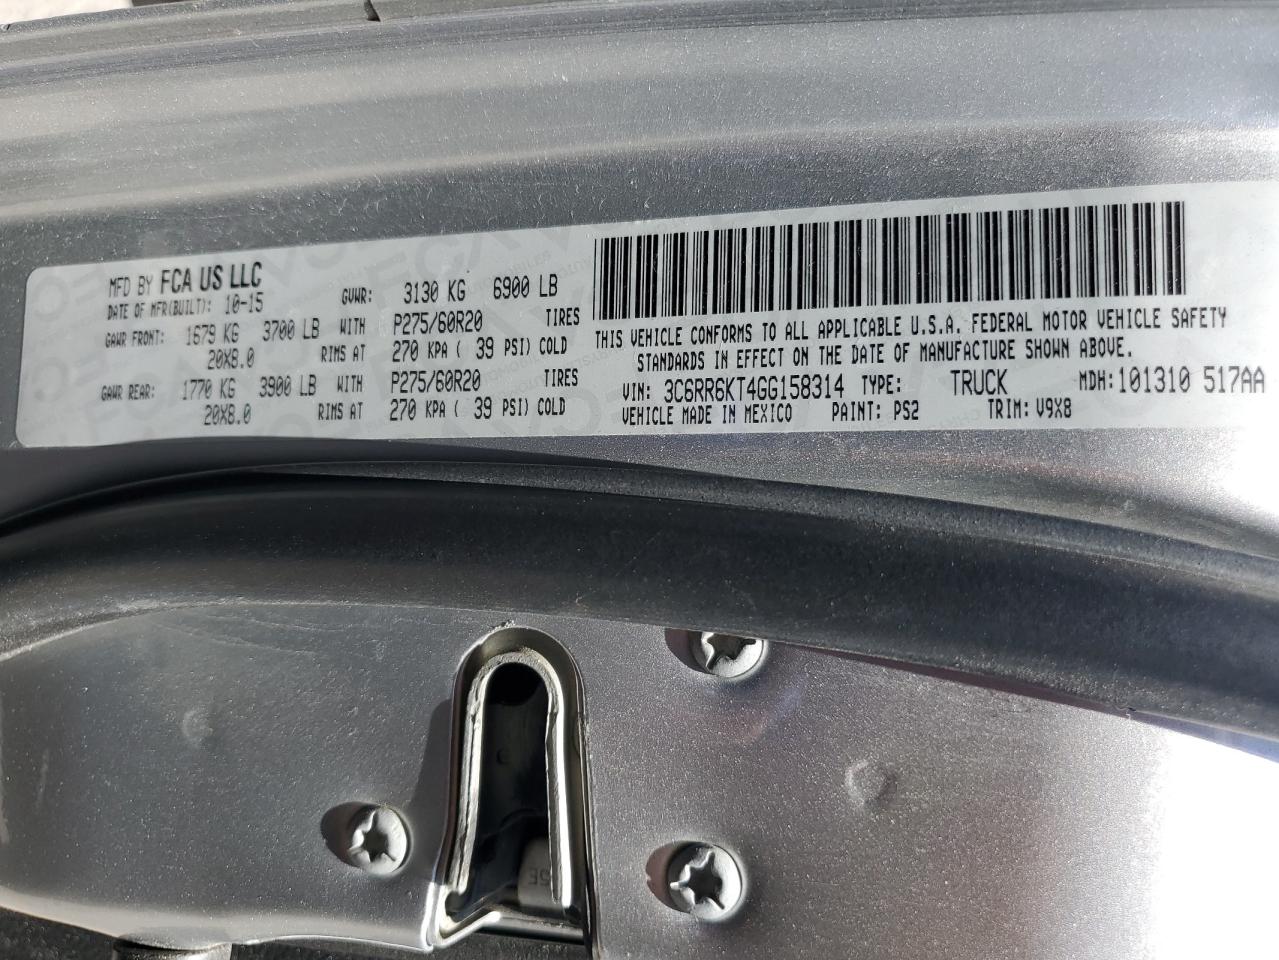 MFD BY FCA US LLC
DATE OF MFR(BUILT): 10-15 GVWR: 3130 KG 6900 LB
GAWR FRONT: 1679 KG 3700 LB WITH P275/60R20 TIRES
20X8.0 RIMS AT 270 KPA ( 39 PSI) COLD
GAWR REAR: 1770 KG 3900 LB WITH P275/60R20 TIRES
20X8.0 RIMS AT 270 KPA ( 39 PSI) COLD
THIS VEHICLE CONFORMS TO ALL APPLICABLE U.S.A. FEDERAL MOTOR VEHICLE SAFETY
STANDARDS IN EFFECT ON THE DATE OF MANUFACTURE SHOWN ABOVE.
VIN: 3C6RR6KT4GG158314 TYPE: TRUCK MDH: 101310 517AA
VEHICLE MADE IN MEXICO PAINT: PS2 TRIM: V9X8